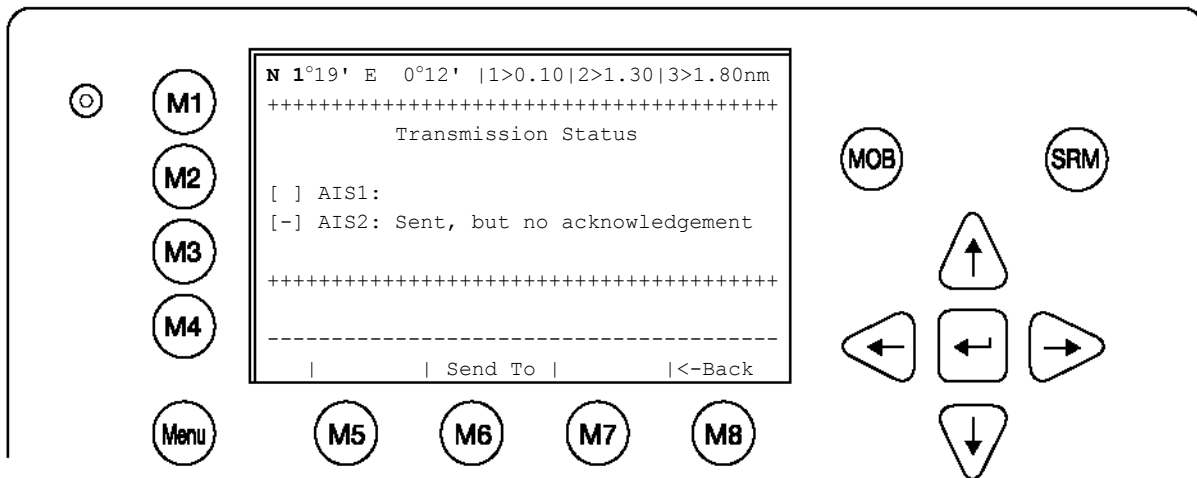 N 1°19' E  0°12' |1>0.10|2>1.30|3>1.80nm
++++++++++++++++++++++++++++++++++++++++
Transmission Status
[ ] AIS1:
[-] AIS2: Sent, but no acknowledgement
++++++++++++++++++++++++++++++++++++++++
----------------------------------------
|        | Send To |        |<-Back
M1
M2
M3
M4
Menu
M5
M6
M7
M8
MOB
SRM